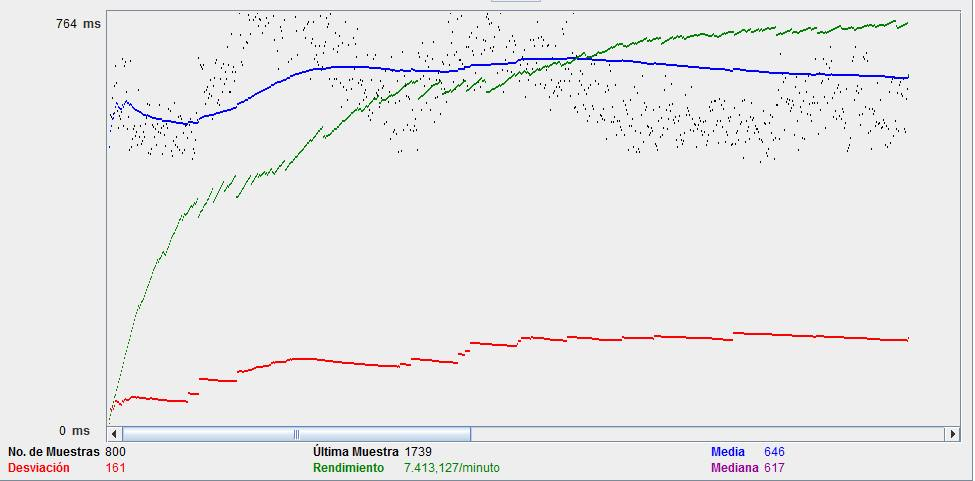 764 ms
0 ms
No. de Muestras 800 Última Muestra 1739 Media 646
Desviación 161 Rendimiento 7.413,127/minuto Mediana 617